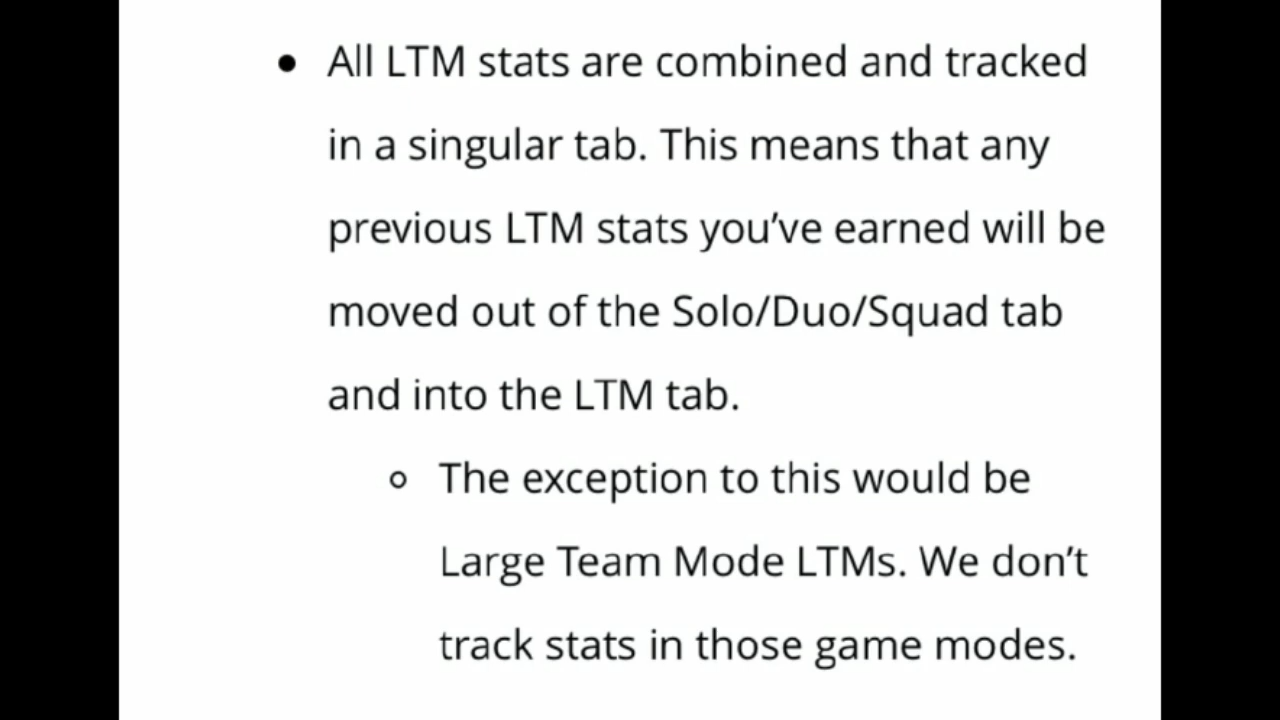 • All LTM stats are combined and tracked
in a singular tab. This means that any
previous LTM stats you’ve earned will be
moved out of the Solo/Duo/Squad tab
and into the LTM tab.
◦ The exception to this would be
Large Team Mode LTMs. We don’t
track stats in those game modes.